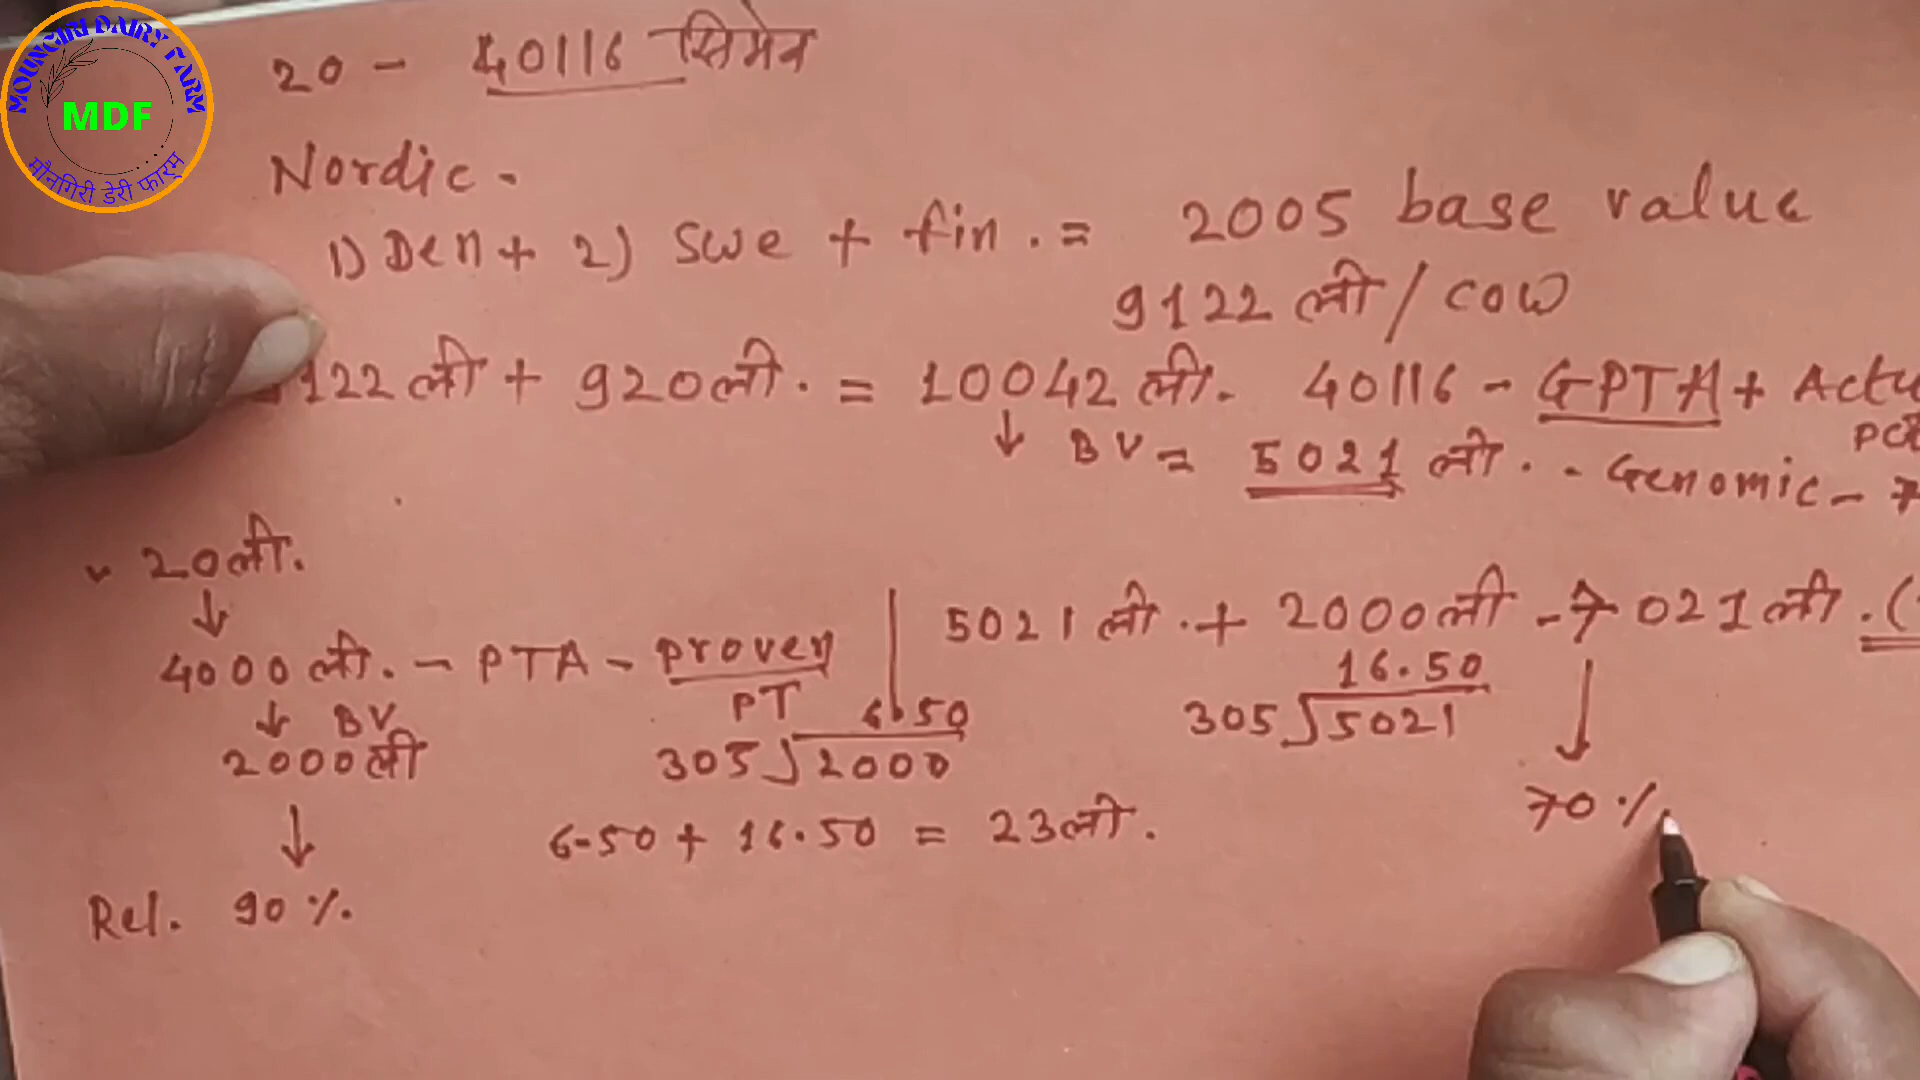 MOUNGIRI DAIRY FARM
MDF
मौनगिरी डेरी फार्म
20 - 40116 सिमेन
Nordic -
1) Den + 2) Swe + fin . = 2005 base value
9122 ली / cow
122 ली + 920 ली. = 10042 ली. 40116 - GPTA + Actu
↓ BV = 5021 ली. - Genomic - 7
20 ली.
↓
4000 ली. - PTA - proven
PT
↓ BV
2000 ली
↓
Rel. 90 %.
5021 ली. + 2000 ली - 7021 ली. (
6.50
305 ⟌ 2000
16.50
305 ⟌ 5021
6.50 + 16.50 = 23 ली.
↓
70 %